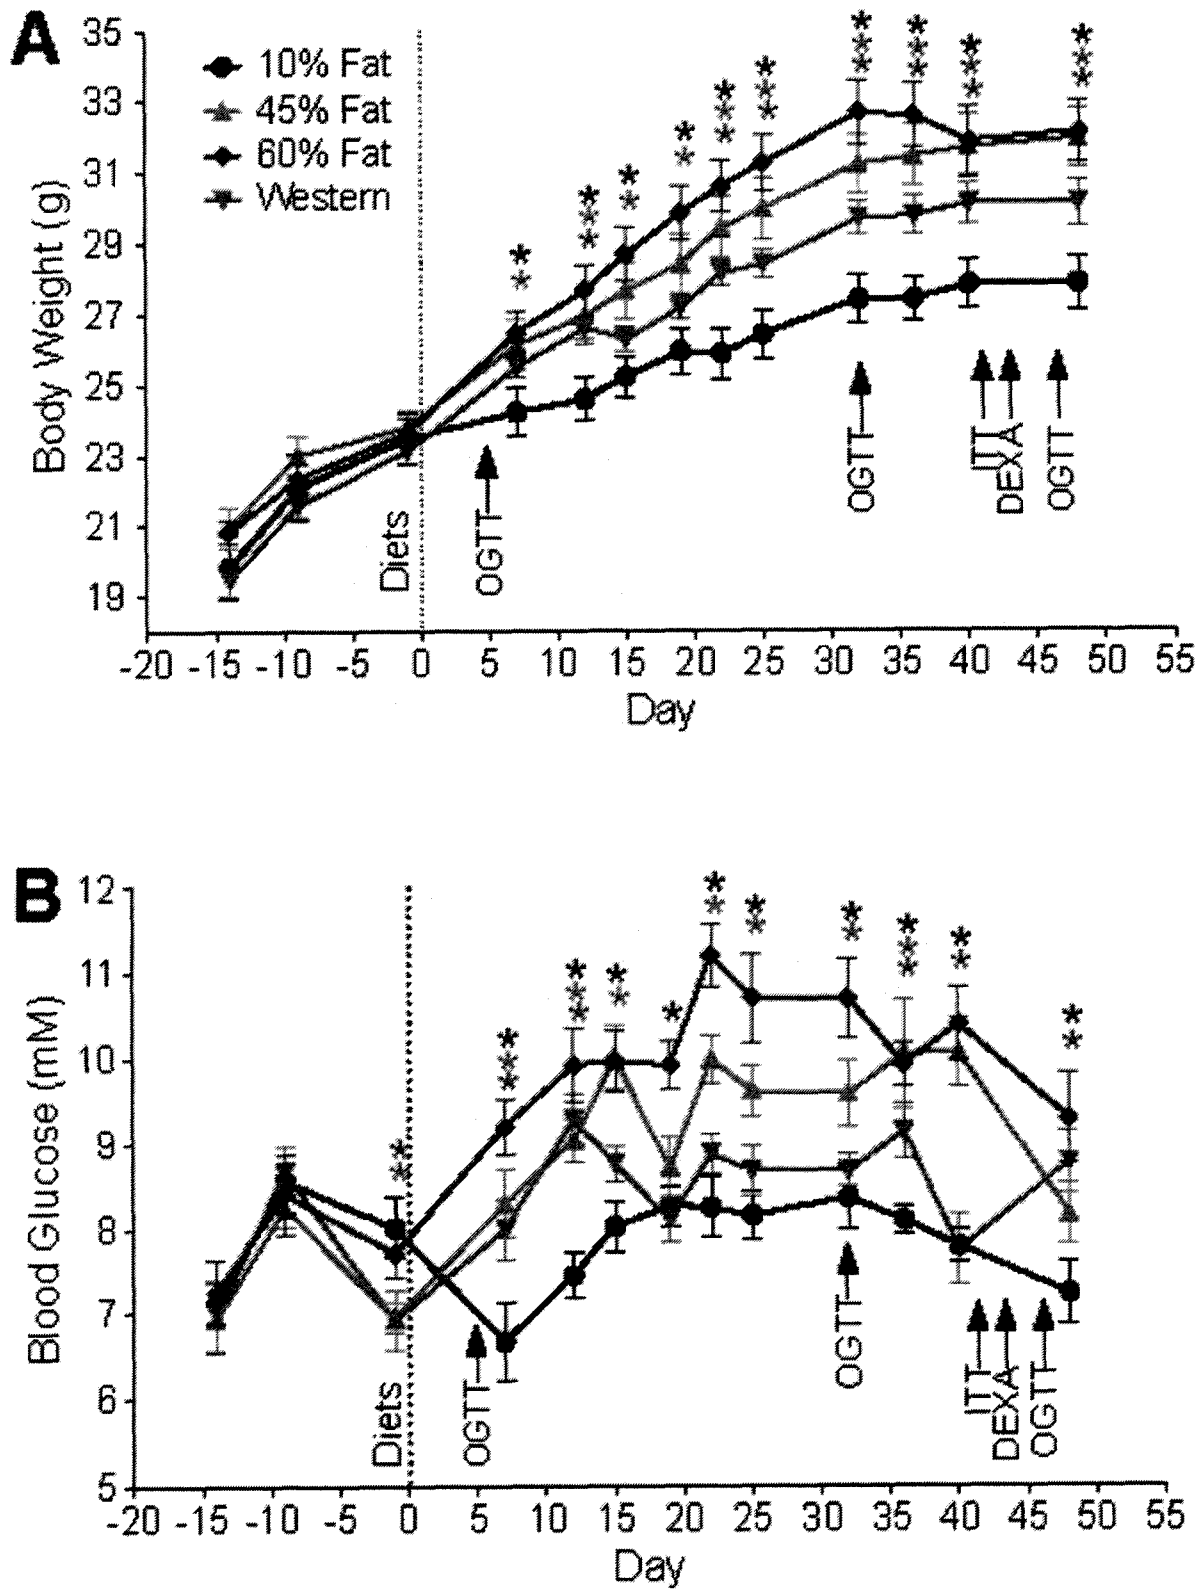 A
35
33
31
29
27
25
23
21
19
Body Weight (g)
10% Fat
45% Fat
60% Fat
Western
* * * * * * * * * * * * * * * * * * * * * * * * * * *
Diets
OGTT
OGTT
ITT
DEXA
OGTT
-20 -15 -10 -5 0 5 10 15 20 25 30 35 40 45 50 55
Day
B
12
11
10
9
8
7
6
5
Blood Glucose (mM)
Diets
OGTT
OGTT
ITT
DEXA
OGTT
-20 -15 -10 -5 0 5 10 15 20 25 30 35 40 45 50 55
Day